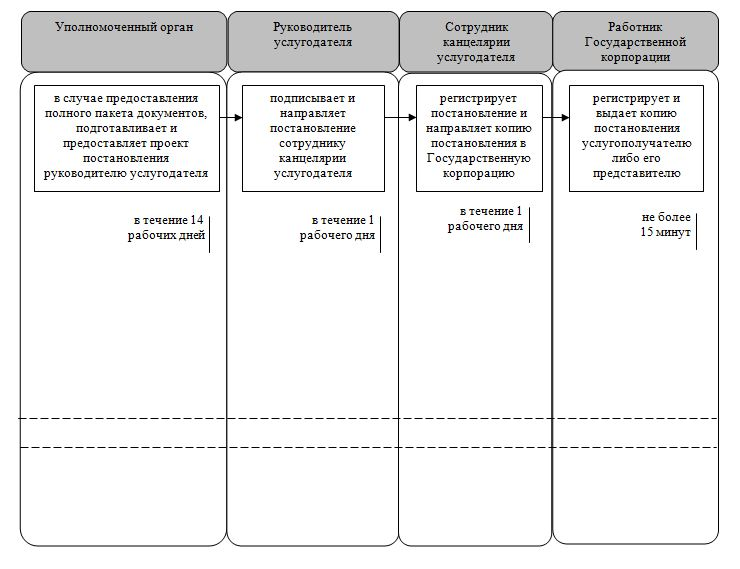 Уполномоченный орган
Руководитель
услугодателя
Сотрудник
канцелярии
услугодателя
Работник
Государственной
корпорации
в случае предоставления
полного пакета документов,
подготавливает и
предоставляет проект
постановления
руководителю услугодателя
подписывает и
направляет
постановление
сотруднику
канцелярии
услугодателя
регистрирует
постановление и
направляет копию
постановления в
Государственную
корпорацию
регистрирует и
выдает копию
постановления
услугополучателю
либо его
представителю
в течение 14
рабочих дней
в течение 1
рабочего дня
в течение 1
рабочего дня
не более
15 минут